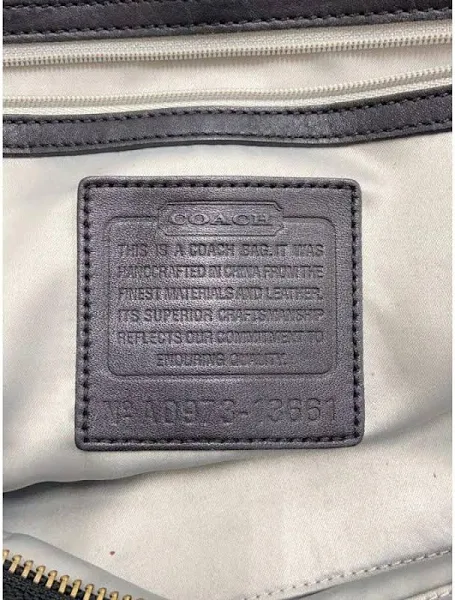 COACH
THIS IS A COACH BAG. IT WAS
HANDCRAFTED IN CHINA FROM THE
FINEST MATERIALS AND LEATHER.
ITS SUPERIOR CRAFTSMANSHIP
REFLECTS OUR COMMITMENT TO
ENDURING QUALITY.
Nº A0973-13661